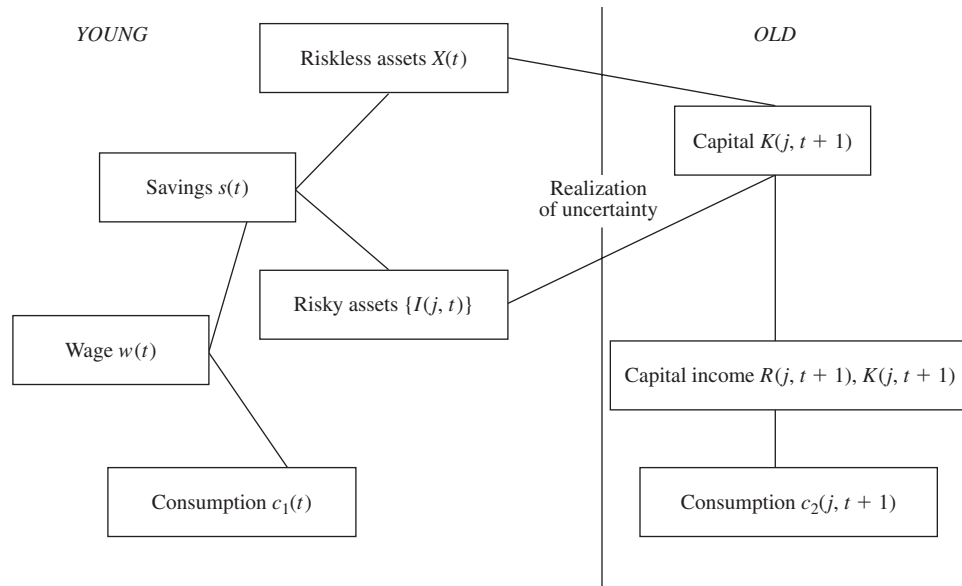 YOUNG
OLD
Riskless assets X(t)
Capital K(j, t + 1)
Savings s(t)
Realization
of uncertainty
Risky assets {I(j, t)}
Wage w(t)
Capital income R(j, t + 1), K(j, t + 1)
Consumption c₁(t)
Consumption c₂(j, t + 1)